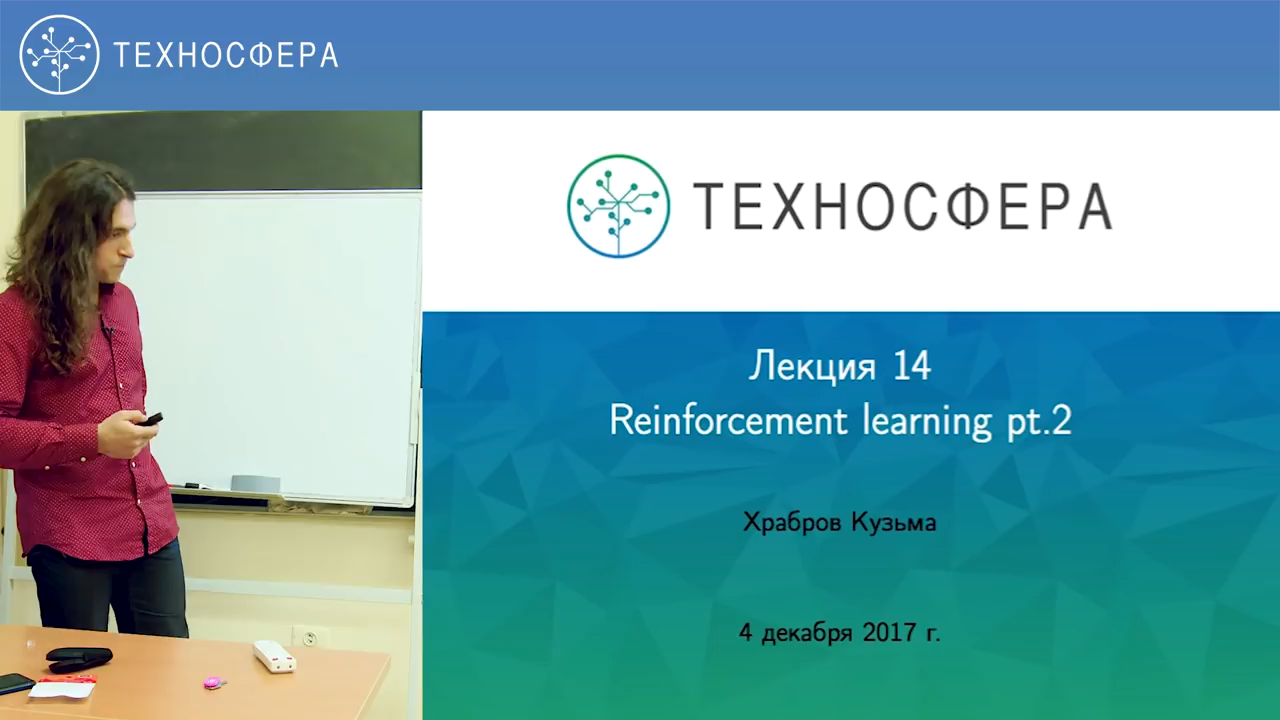 ТЕХНОСФЕРА
ТЕХНОСФЕРА
Лекция 14
Reinforcement learning pt.2
Храбров Кузьма
4 декабря 2017 г.